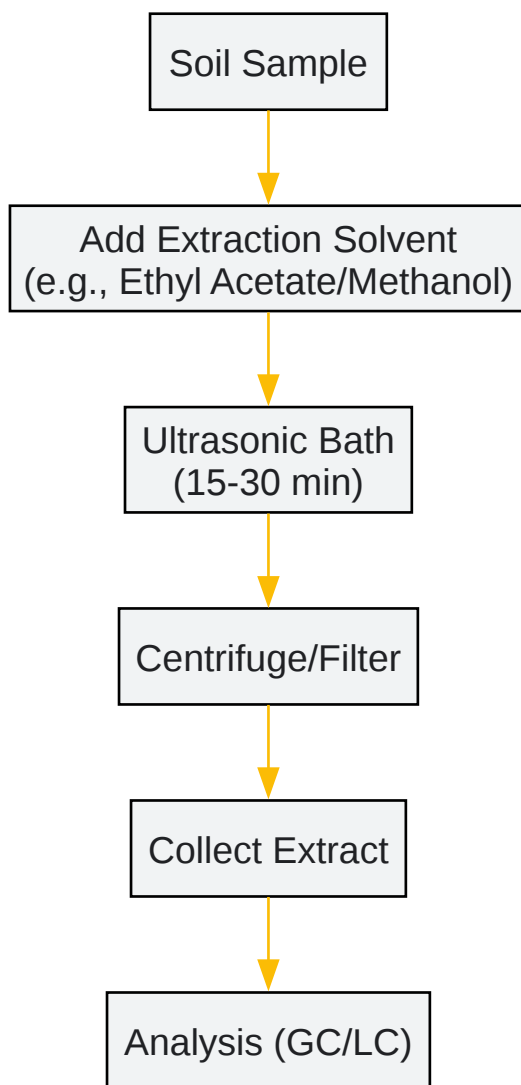 Soil Sample
Add Extraction Solvent
(e.g., Ethyl Acetate/Methanol)
Ultrasonic Bath
(15-30 min)
Centrifuge/Filter
Collect Extract
Analysis (GC/LC)